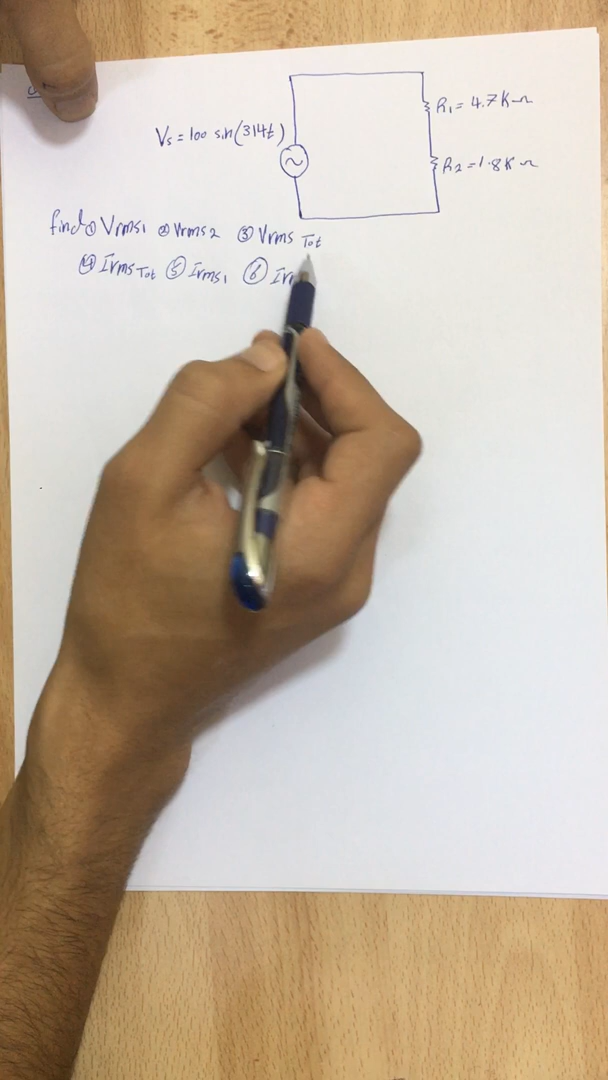 R₁ = 4.7KΩ
Vs = 100 sin(314t)
R2 = 1.8KΩ
find ① Vrms1 ② Vrms2 ③ Vrms Tot
④ Irms Tot ⑤ Irms1 ⑥